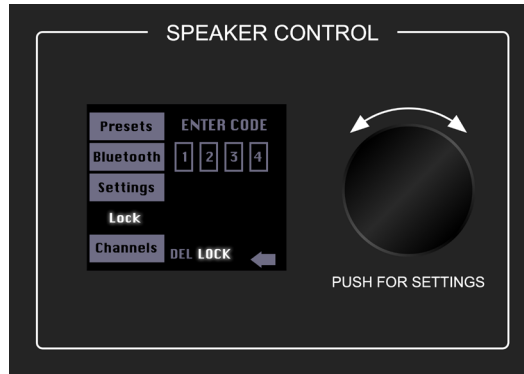 SPEAKER CONTROL
Presets
Bluetooth
Settings
Lock
Channels
ENTER CODE
1 2 3 4
DEL LOCK
PUSH FOR SETTINGS